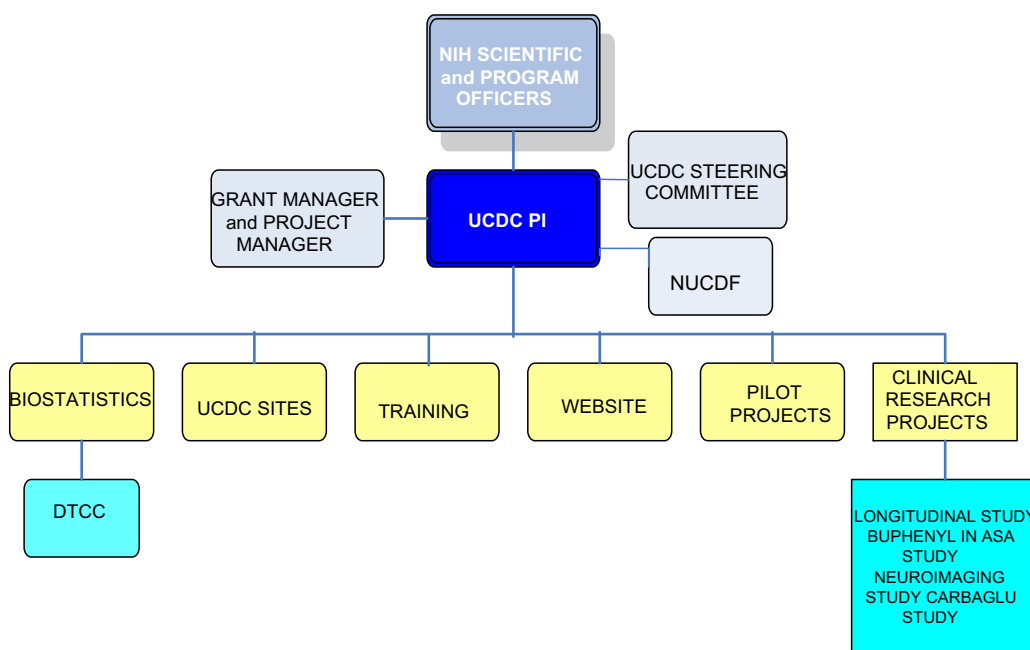 NIH SCIENTIFIC
and PROGRAM
OFFICERS
UCDC STEERING
COMMITTEE
GRANT MANAGER
and PROJECT
MANAGER
UCDC PI
NUCDF
BIOSTATISTICS
UCDC SITES
TRAINING
WEBSITE
PILOT
PROJECTS
CLINICAL
RESEARCH
PROJECTS
DTCC
LONGITUDINAL STUDY
BUPHENYL IN ASA
STUDY
NEUROIMAGING
STUDY CARBAGLU
STUDY